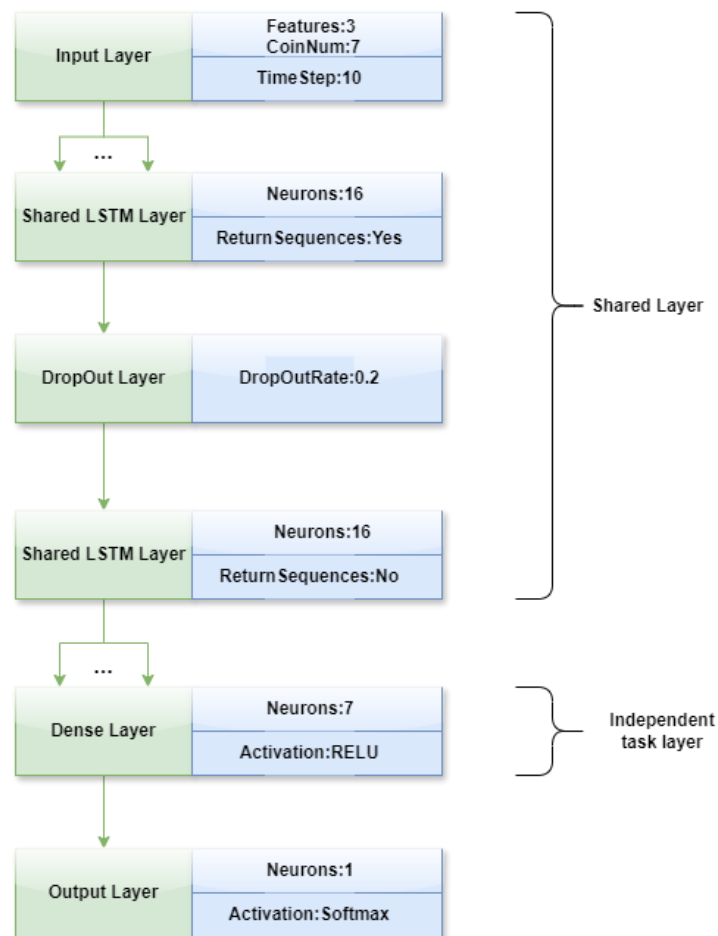 Input Layer
Features:3
CoinNum:7
TimeStep:10
...
Shared LSTM Layer
Neurons:16
ReturnSequences:Yes
DropOut Layer
DropOutRate:0.2
Shared Layer
Shared LSTM Layer
Neurons:16
ReturnSequences:No
...
Dense Layer
Neurons:7
Activation:RELU
Independent
task layer
Output Layer
Neurons:1
Activation:Softmax